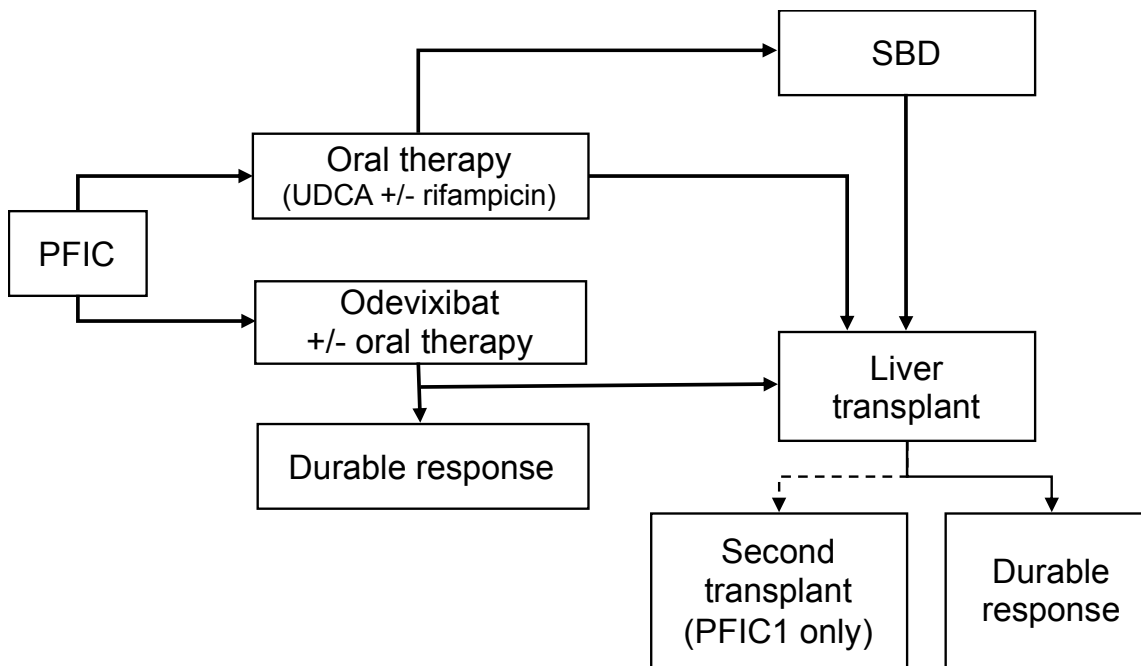 SBD
Oral therapy
(UDCA +/- rifampicin)
PFIC
Odevixibat
+/- oral therapy
Liver
transplant
Durable response
Second
transplant
(PFIC1 only)
Durable
response